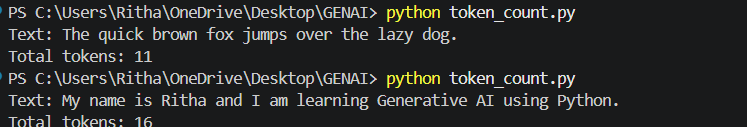 PS C:\Users\Ritha\OneDrive\Desktop\GENAI> python token_count.py
Text: The quick brown fox jumps over the lazy dog.
Total tokens: 11
PS C:\Users\Ritha\OneDrive\Desktop\GENAI> python token_count.py
Text: My name is Ritha and I am learning Generative AI using Python.
Total tokens: 16